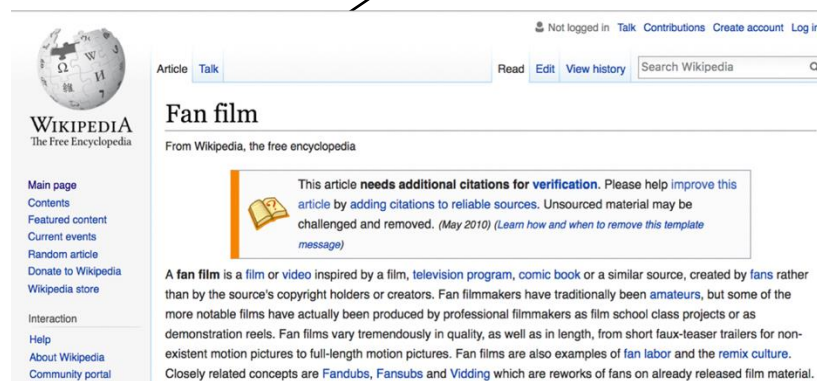 Not logged in Talk Contributions Create account Log in
Article Talk Read Edit View history Search Wikipedia
WIKIPEDIA
The Free Encyclopedia
Fan film
From Wikipedia, the free encyclopedia
This article needs additional citations for verification. Please help improve this
article by adding citations to reliable sources. Unsourced material may be
challenged and removed. (May 2010) (Learn how and when to remove this template
message)
Main page
Contents
Featured content
Current events
Random article
Donate to Wikipedia
Wikipedia store
Interaction
Help
About Wikipedia
Community portal
A fan film is a film or video inspired by a film, television program, comic book or a similar source, created by fans rather
than by the source's copyright holders or creators. Fan filmmakers have traditionally been amateurs, but some of the
more notable films have actually been produced by professional filmmakers as film school class projects or as
demonstration reels. Fan films vary tremendously in quality, as well as in length, from short faux-teaser trailers for non-
existent motion pictures to full-length motion pictures. Fan films are also examples of fan labor and the remix culture.
Closely related concepts are Fandubs, Fansubs and Vidding which are reworks of fans on already released film material.